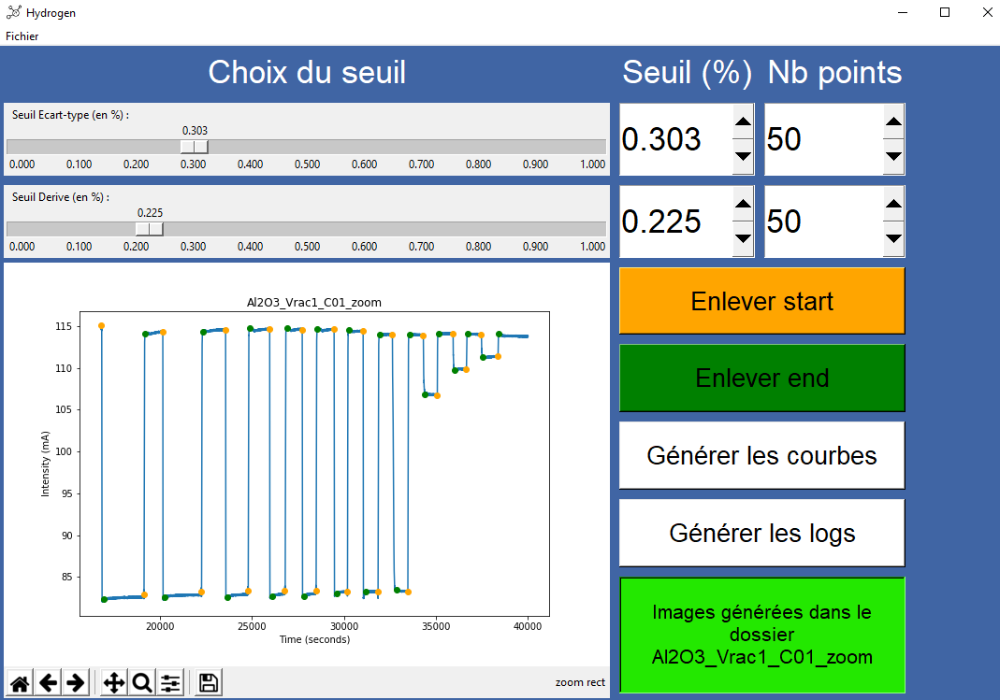 Hydrogen
Fichier
Choix du seuil
Seuil (%) Nb points
Seuil Ecart-type (en %) :
0.303
0.000 0.100 0.200 0.300 0.400 0.500 0.600 0.700 0.800 0.900 1.000
0.303
50
Seuil Derive (en %) :
0.225
0.000 0.100 0.200 0.300 0.400 0.500 0.600 0.700 0.800 0.900 1.000
0.225
50
Al2O3_Vrac1_C01_zoom
115
110
105
100
95
90
85
Intensity (mA)
20000 25000 30000 35000 40000
Time (seconds)
zoom rect
Enlever start
Enlever end
Générer les courbes
Générer les logs
Images générées dans le
dossier
Al2O3_Vrac1_C01_zoom